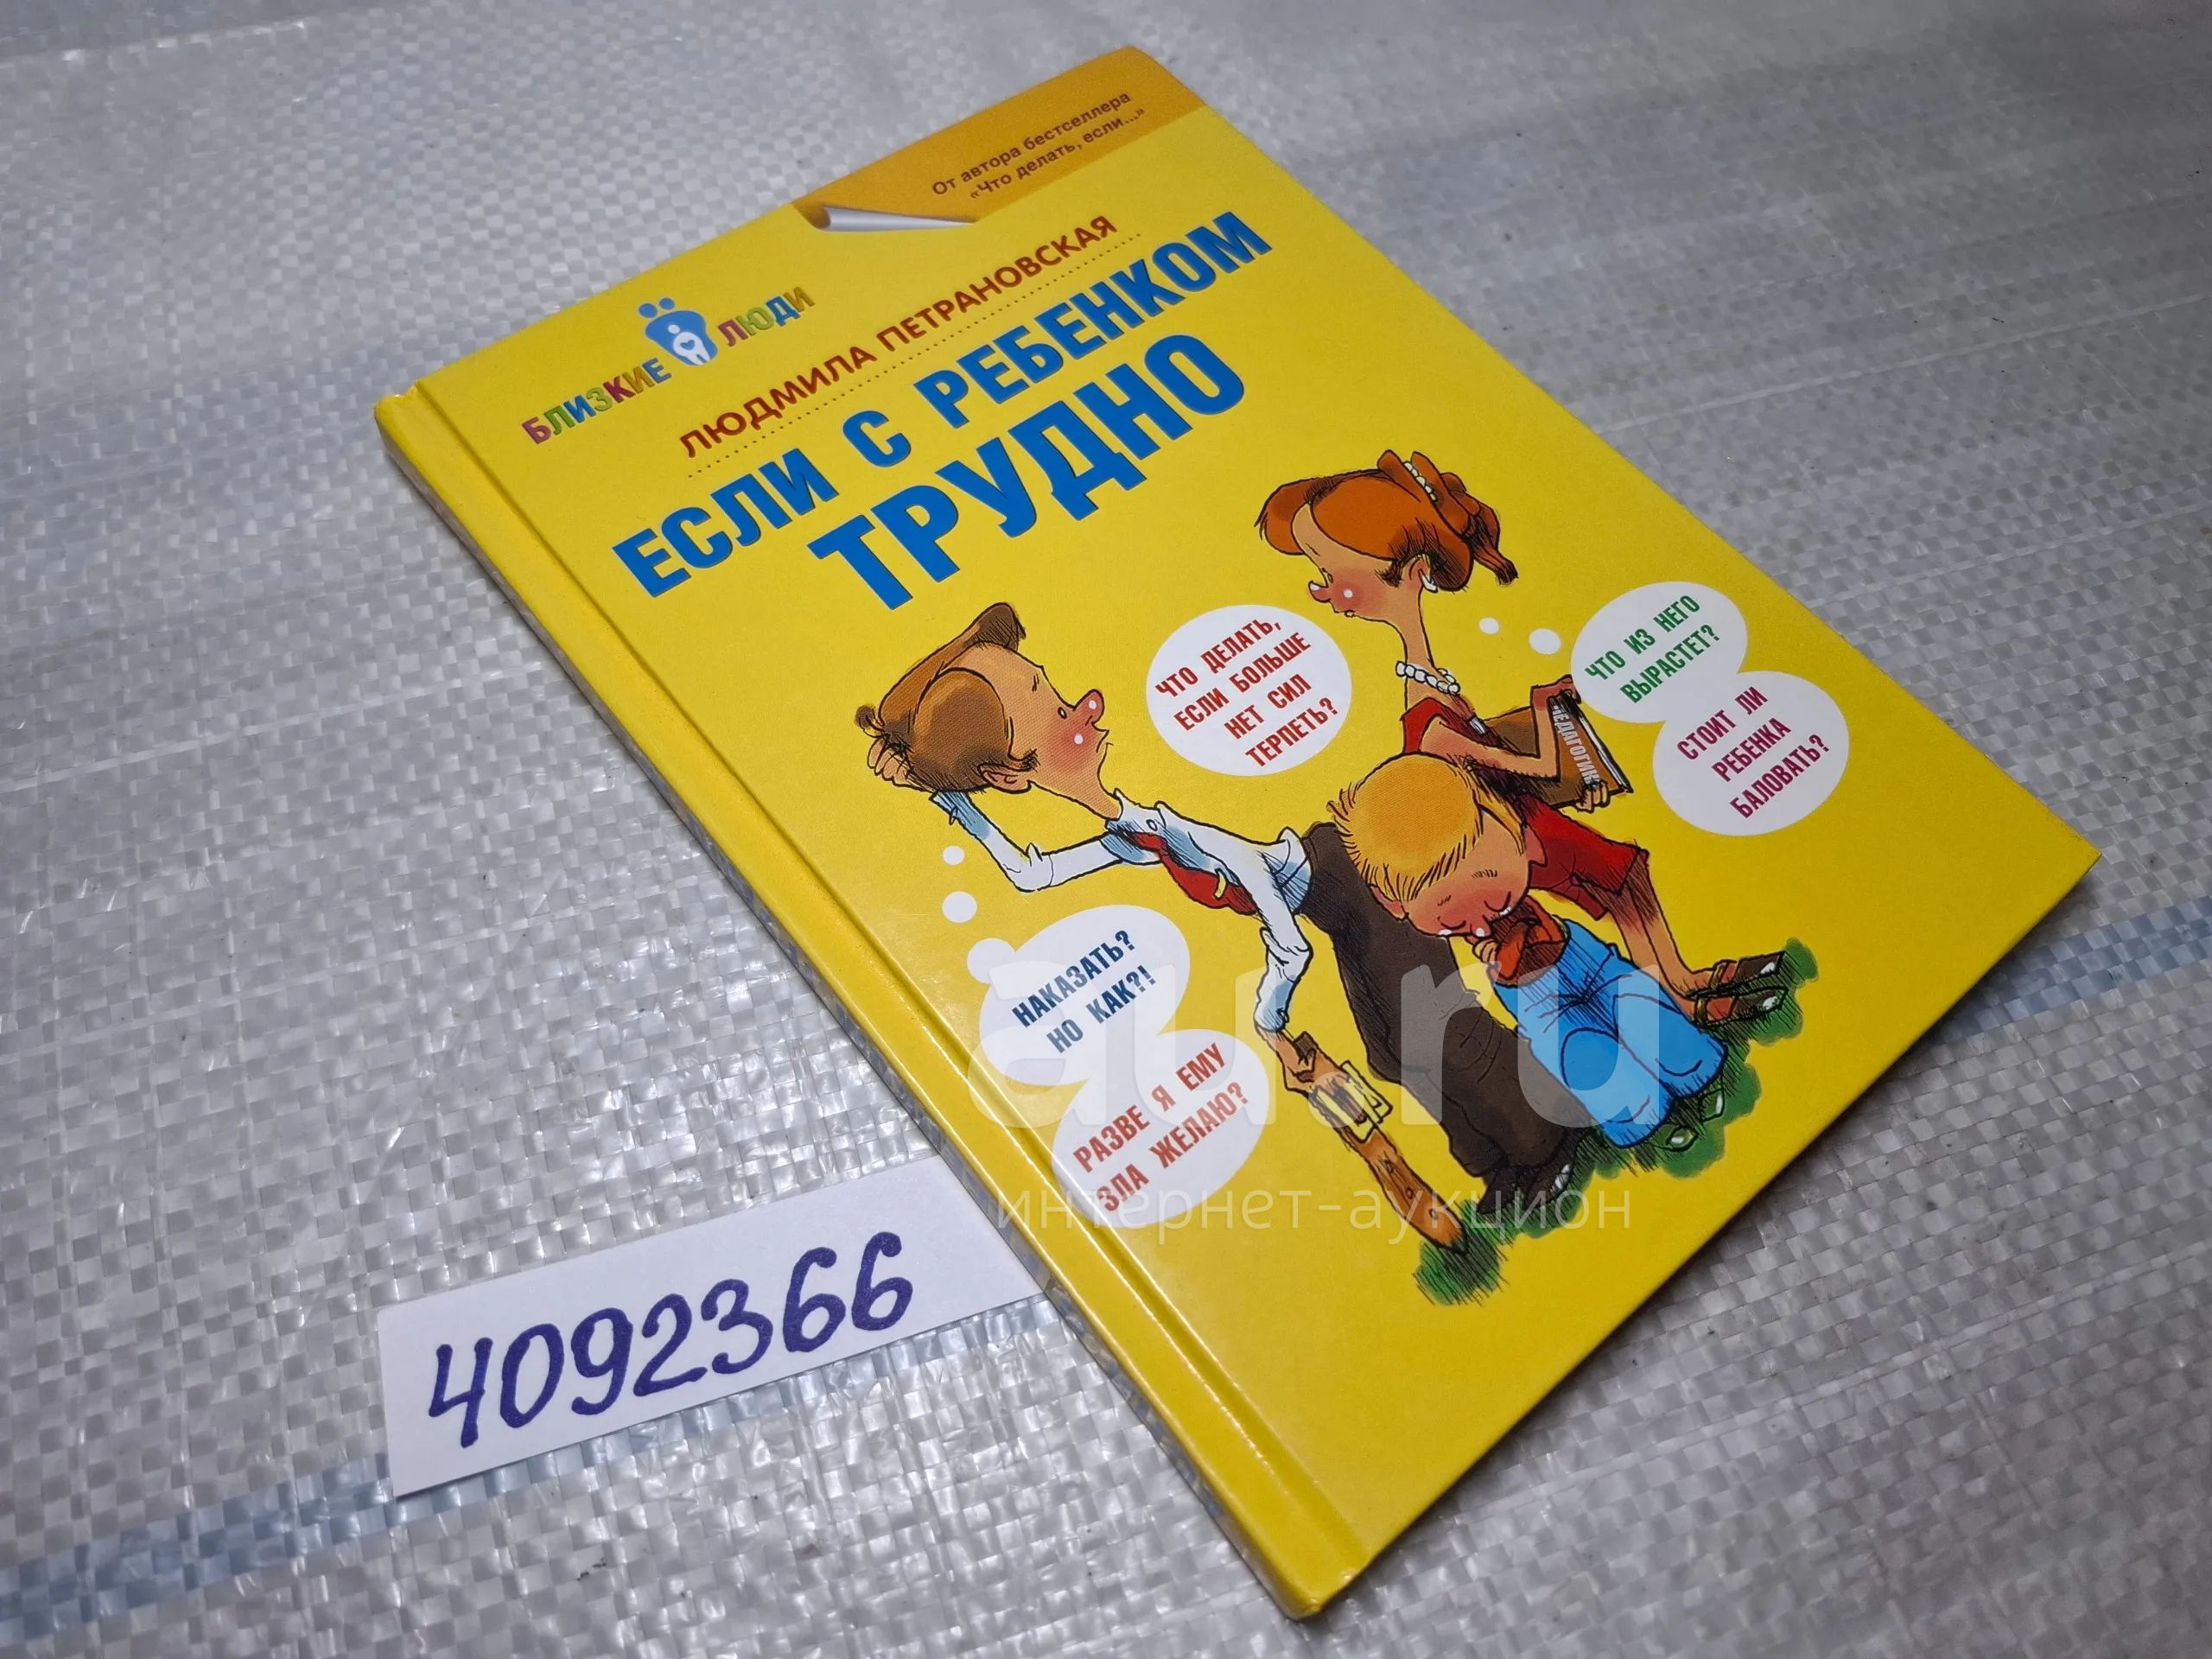 От автора бестселлера
«Что делать, если...»
БЛИЗКИЕ ЛЮДИ
ЛЮДМИЛА ПЕТРАНОВСКАЯ
ЕСЛИ С РЕБЕНКОМ
ТРУДНО
ЧТО ДЕЛАТЬ,
ЕСЛИ БОЛЬШЕ
НЕТ СИЛ
ТЕРПЕТЬ?
ЧТО ИЗ НЕГО
ВЫРАСТЕТ?
СТОИТ ЛИ
РЕБЕНКА
БАЛОВАТЬ?
ПЕДАГОГИКА
НАКАЗАТЬ?
НО КАК?!
РАЗВЕ Я ЕМУ
ЗЛА ЖЕЛАЮ?
au.ru
интернет-аукцион
4092366